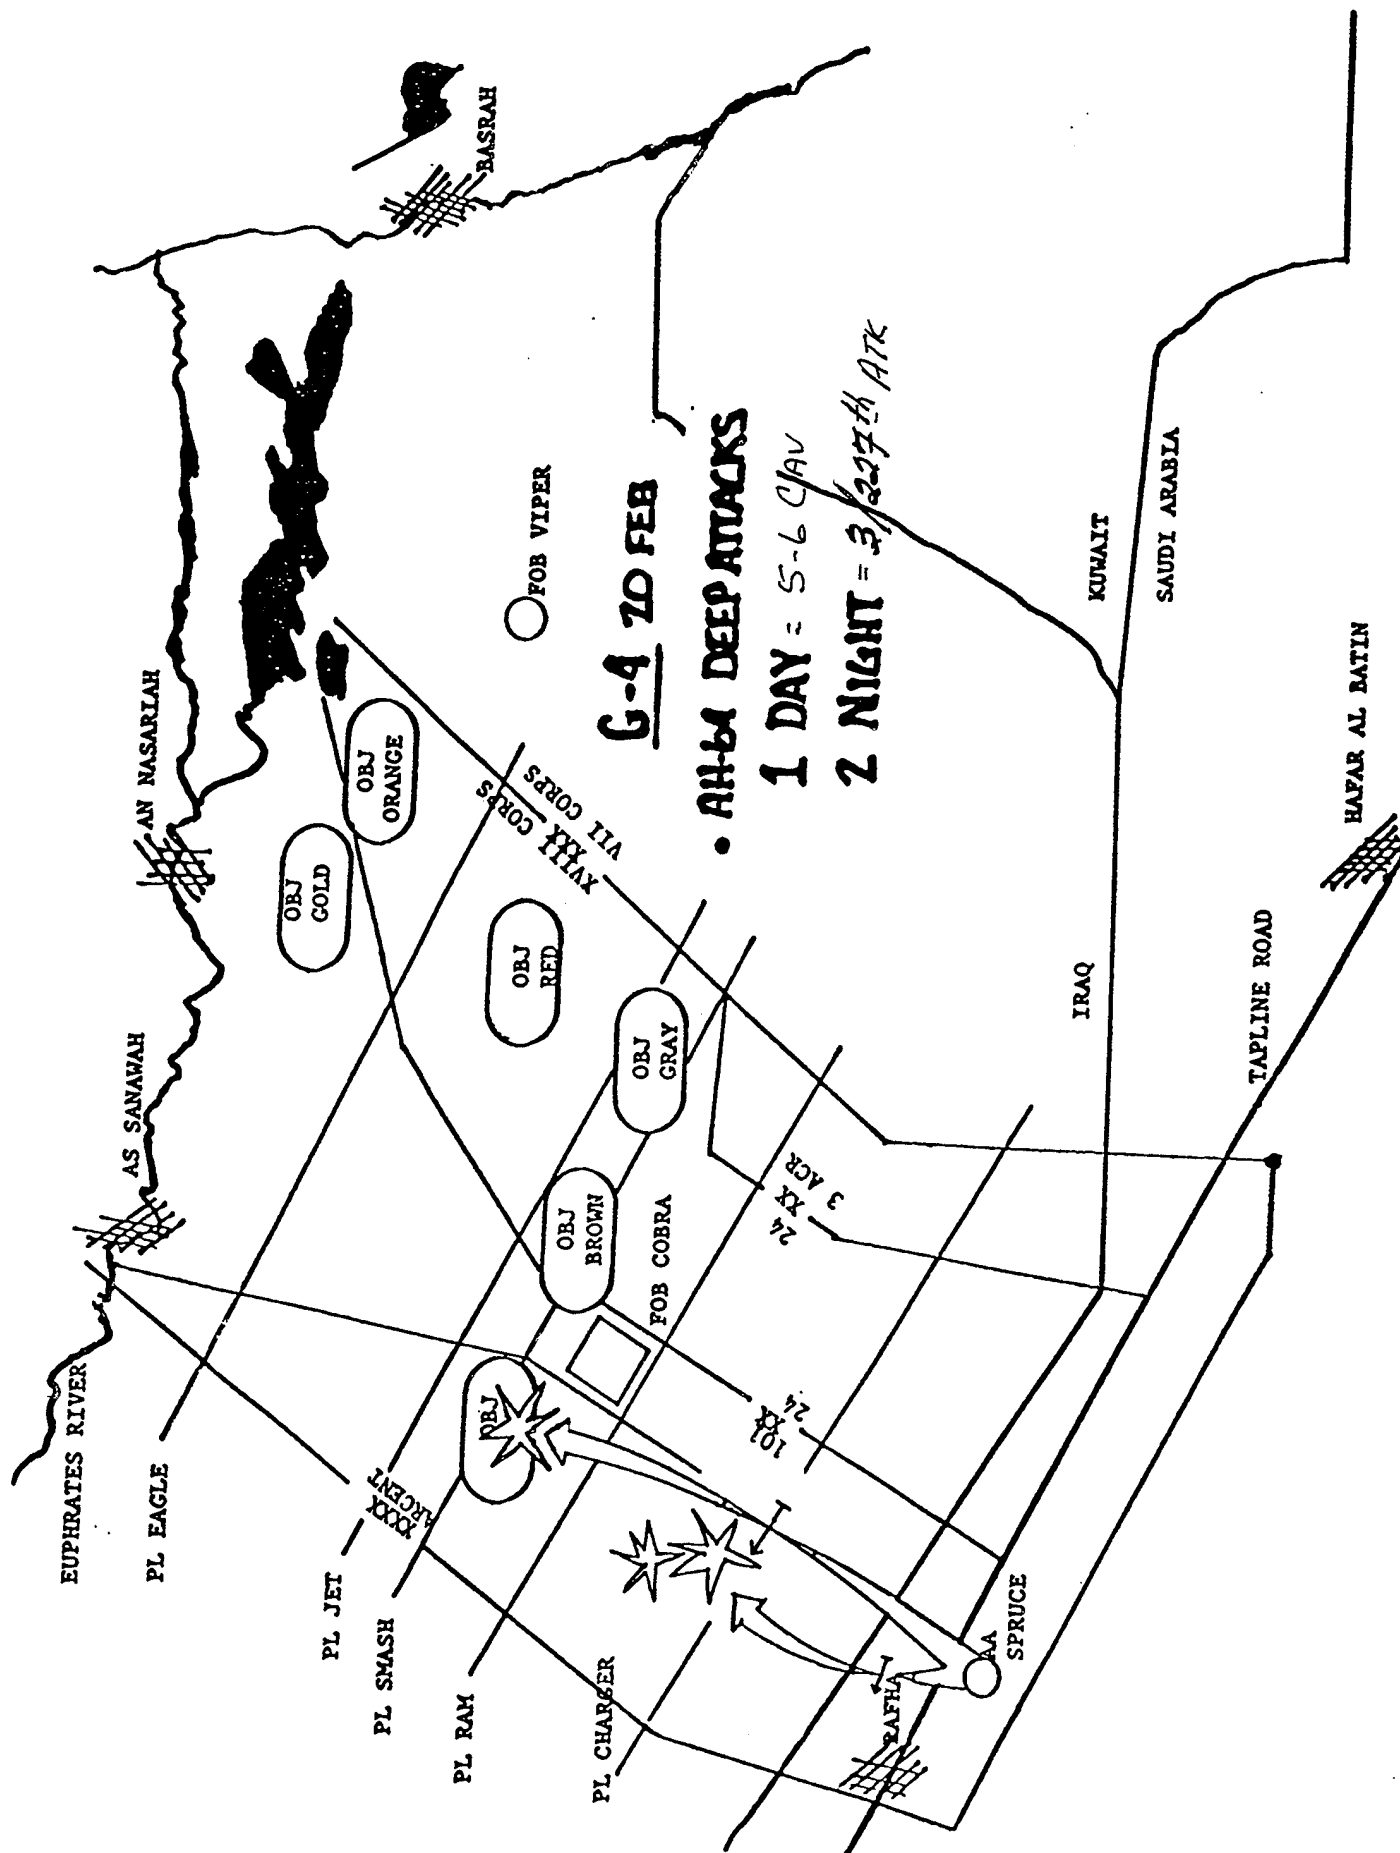 EUPHRATES RIVER
AS SANAWAH
AN NASARIAH
BASRAH
PL EAGLE
PL JET
PL SMASH
PL RAM
PL CHARGER
XXXX
ARCENT
OBJ
GOLD
OBJ
ORANGE
OBJ
RED
OBJ
GRAY
OBJ
BROWN
OBJ
FOB COBRA
FOB VIPER
XVIII CORPS
XXX
VII CORPS
24
XX
3 ACR
101
XX
24
G-4 20 FEB
• AH-64 DEEP ATTACKS
1 DAY = 5-6 CAV
2 NIGHT = 3/227th ATK
RAFHA
AA
SPRUCE
IRAQ
KUWAIT
SAUDI ARABIA
TAPLINE ROAD
HAFAR AL BATIN